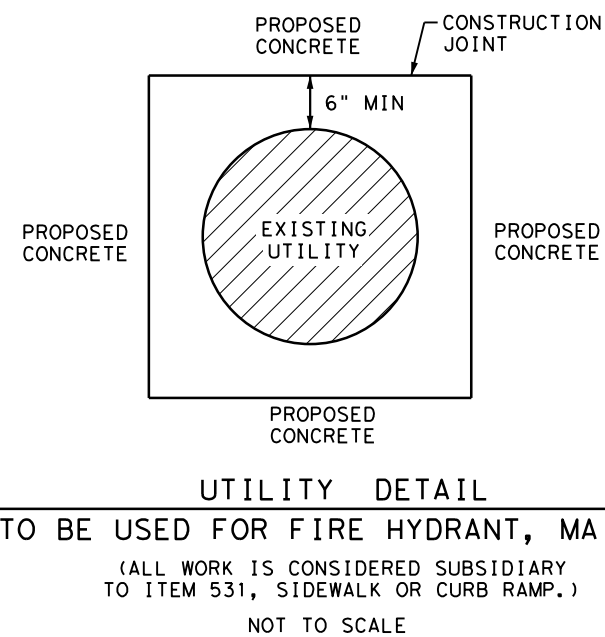 PROPOSED
CONCRETE
CONSTRUCTION
JOINT
6" MIN
EXISTING
UTILITY
PROPOSED
CONCRETE
PROPOSED
CONCRETE
PROPOSED
CONCRETE
UTILITY DETAIL
TO BE USED FOR FIRE HYDRANT, MA
(ALL WORK IS CONSIDERED SUBSIDIARY
TO ITEM 531, SIDEWALK OR CURB RAMP.)
NOT TO SCALE